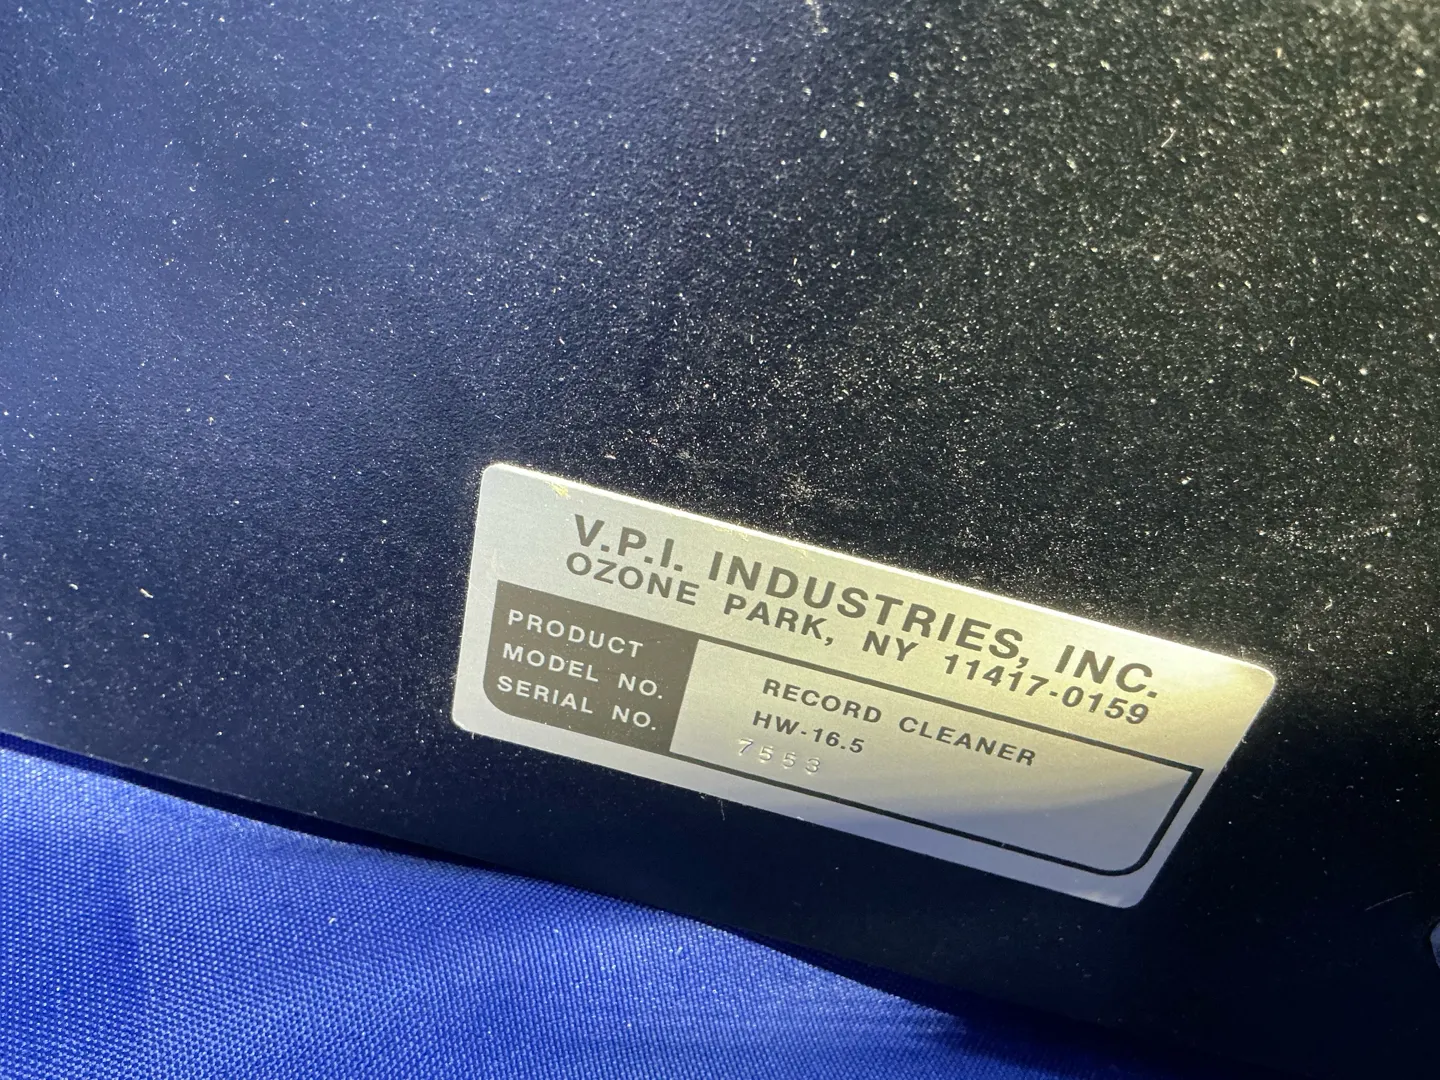 V.P.I. INDUSTRIES, INC.
OZONE PARK, NY 11417-0159
PRODUCT RECORD CLEANER
MODEL NO. HW-16.5
SERIAL NO. 7553